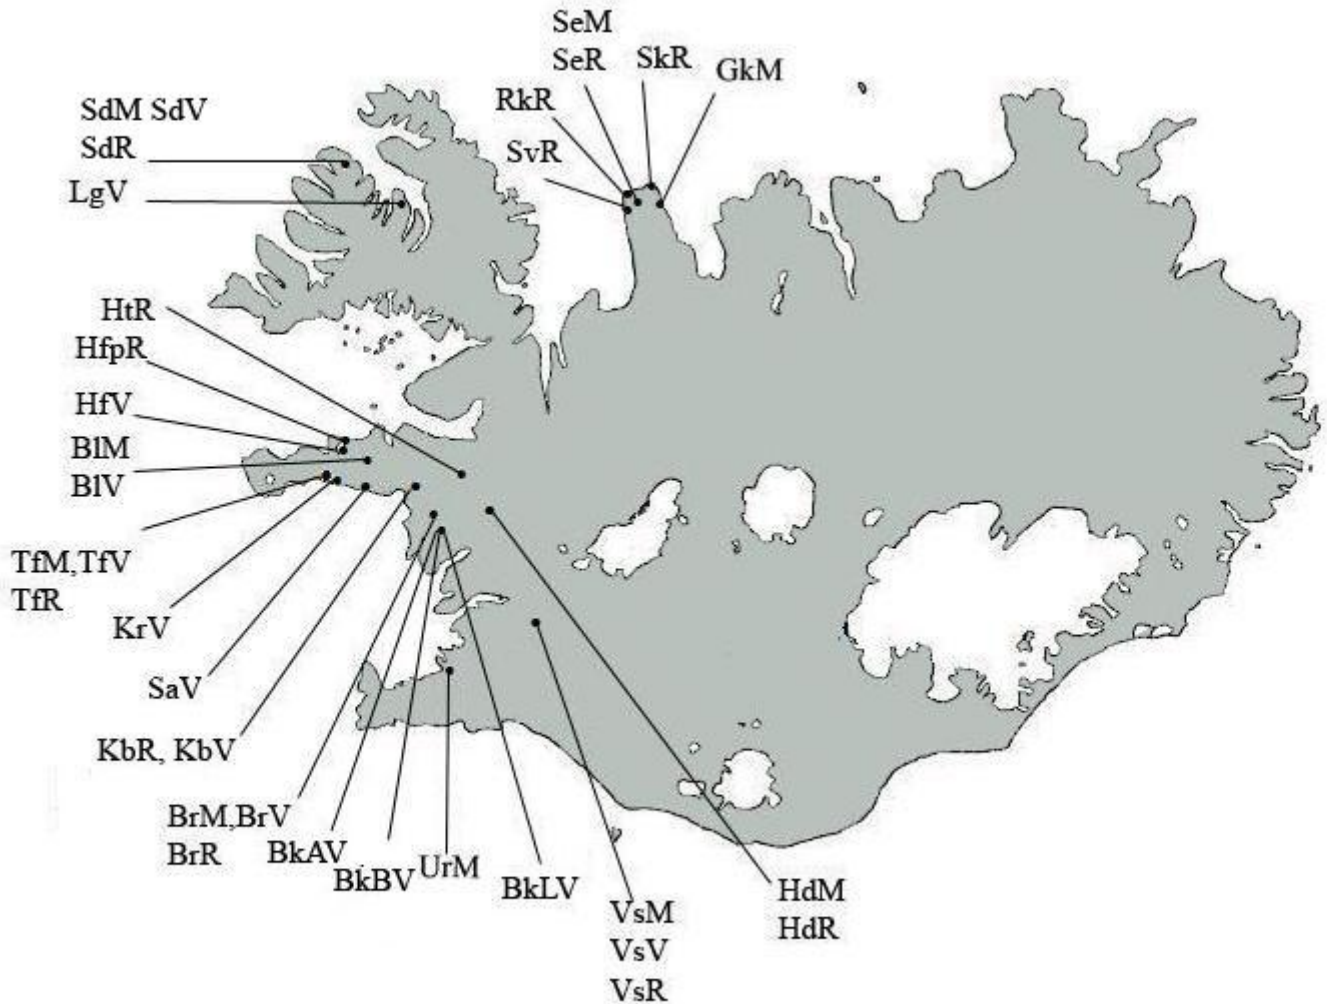 SeM
SeR
SkR
GkM
RkR
SvR
SdM SdV
SdR
LgV
HtR
HfpR
HfV
BlM
BlV
TfM,TfV
TfR
KrV
SaV
KbR, KbV
BrM,BrV
BrR
BkAV
BkBV
UrM
BkLV
VsM
VsV
VsR
HdM
HdR